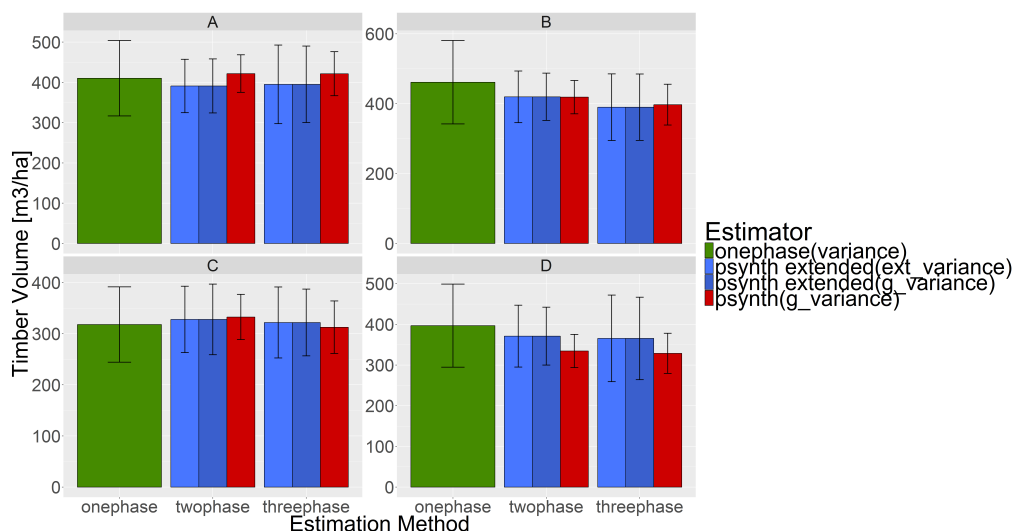 A
B
Timber Volume [m3/ha]
500
400
300
200
100
0
600
400
200
0
C
D
400
300
200
100
0
500
400
300
200
100
0
onephase
twophase
threephase
onephase
twophase
threephase
Estimation Method
Estimator
onephase(variance)
psynth extended(ext_variance)
psynth extended(g_variance)
psynth(g_variance)